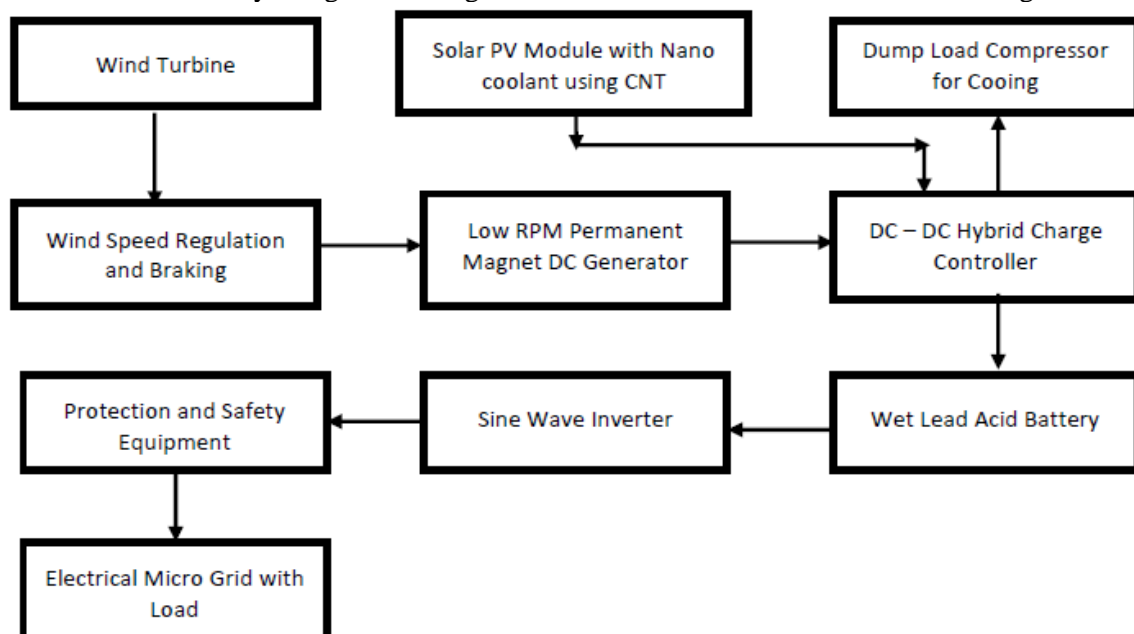 Wind Turbine
Solar PV Module with Nano
coolant using CNT
Dump Load Compressor
for Cooing
Wind Speed Regulation
and Braking
Low RPM Permanent
Magnet DC Generator
DC – DC Hybrid Charge
Controller
Protection and Safety
Equipment
Sine Wave Inverter
Wet Lead Acid Battery
Electrical Micro Grid with
Load